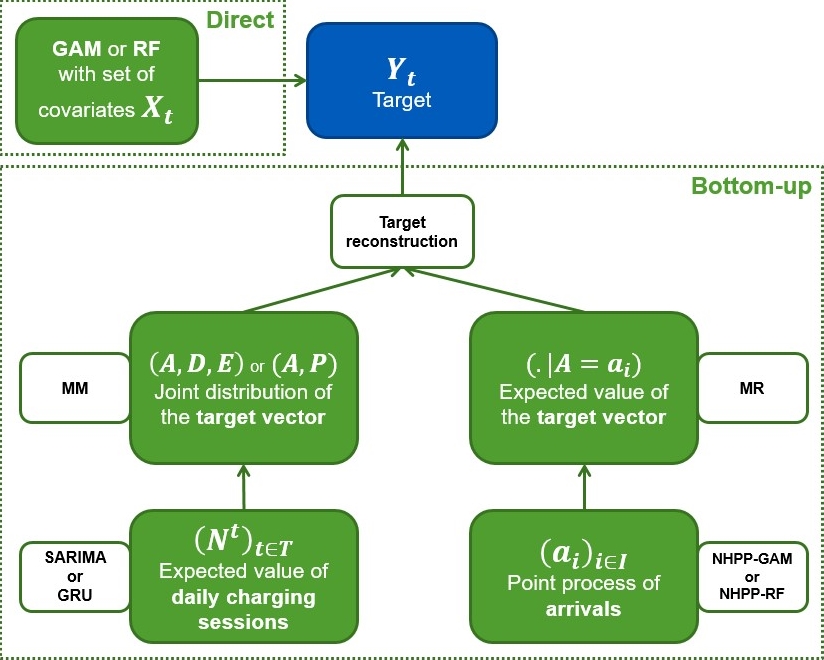 Direct
GAM or RF
with set of
covariates X_t
Y_t
Target
Bottom-up
Target
reconstruction
MM
(A, D, E) or (A, P)
Joint distribution of
the target vector
(. |A = a_i)
Expected value of
the target vector
MR
SARIMA
or
GRU
(N^t)_{t∈T}
Expected value of
daily charging
sessions
(a_i)_{i∈I}
Point process of
arrivals
NHPP-GAM
or
NHPP-RF